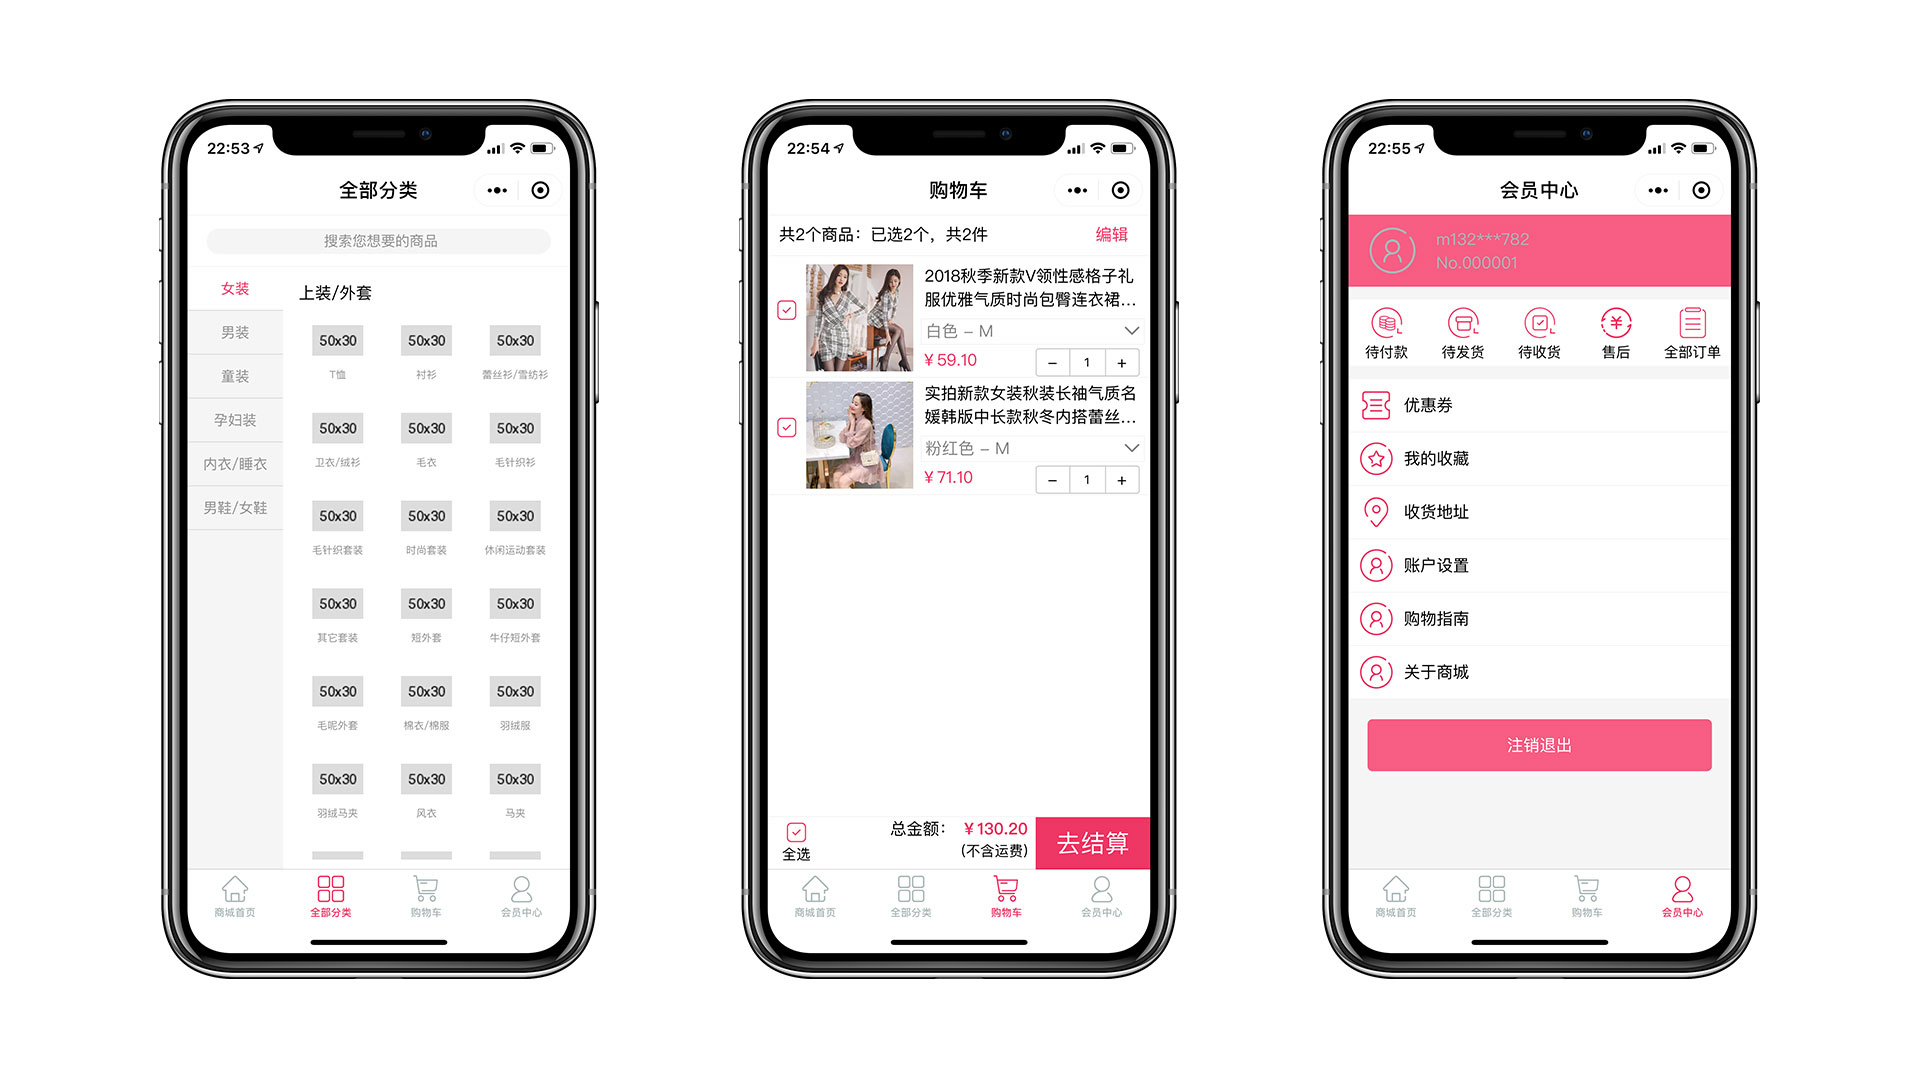 22:53
全部分类
搜索您想要的商品
女装
男装
童装
孕妇装
内衣/睡衣
男鞋/女鞋
上装/外套
50x30 50x30 50x30
T恤 衬衫 蕾丝衫/雪纺衫
50x30 50x30 50x30
卫衣/绒衫 毛衣 毛针织衫
50x30 50x30 50x30
毛针织套装 时尚套装 休闲运动套装
50x30 50x30 50x30
其它套装 短外套 牛仔短外套
50x30 50x30 50x30
毛呢外套 棉衣/棉服 羽绒服
50x30 50x30 50x30
羽绒马夹 风衣 马夹
商城首页 全部分类 购物车 会员中心
22:54
购物车
共2个商品：已选2个，共2件 编辑
2018秋季新款V领性感格子礼
服优雅气质时尚包臀连衣裙...
白色 – M
¥ 59.10 − 1 +
实拍新款女装秋装长袖气质名
媛韩版中长款秋冬内搭蕾丝...
粉红色 – M
¥ 71.10 − 1 +
全选
总金额： ¥ 130.20
(不含运费)
去结算
商城首页 全部分类 购物车 会员中心
22:55
会员中心
m132***782
No.000001
待付款 待发货 待收货 售后 全部订单
优惠券
我的收藏
收货地址
账户设置
购物指南
关于商城
注销退出
商城首页 全部分类 购物车 会员中心